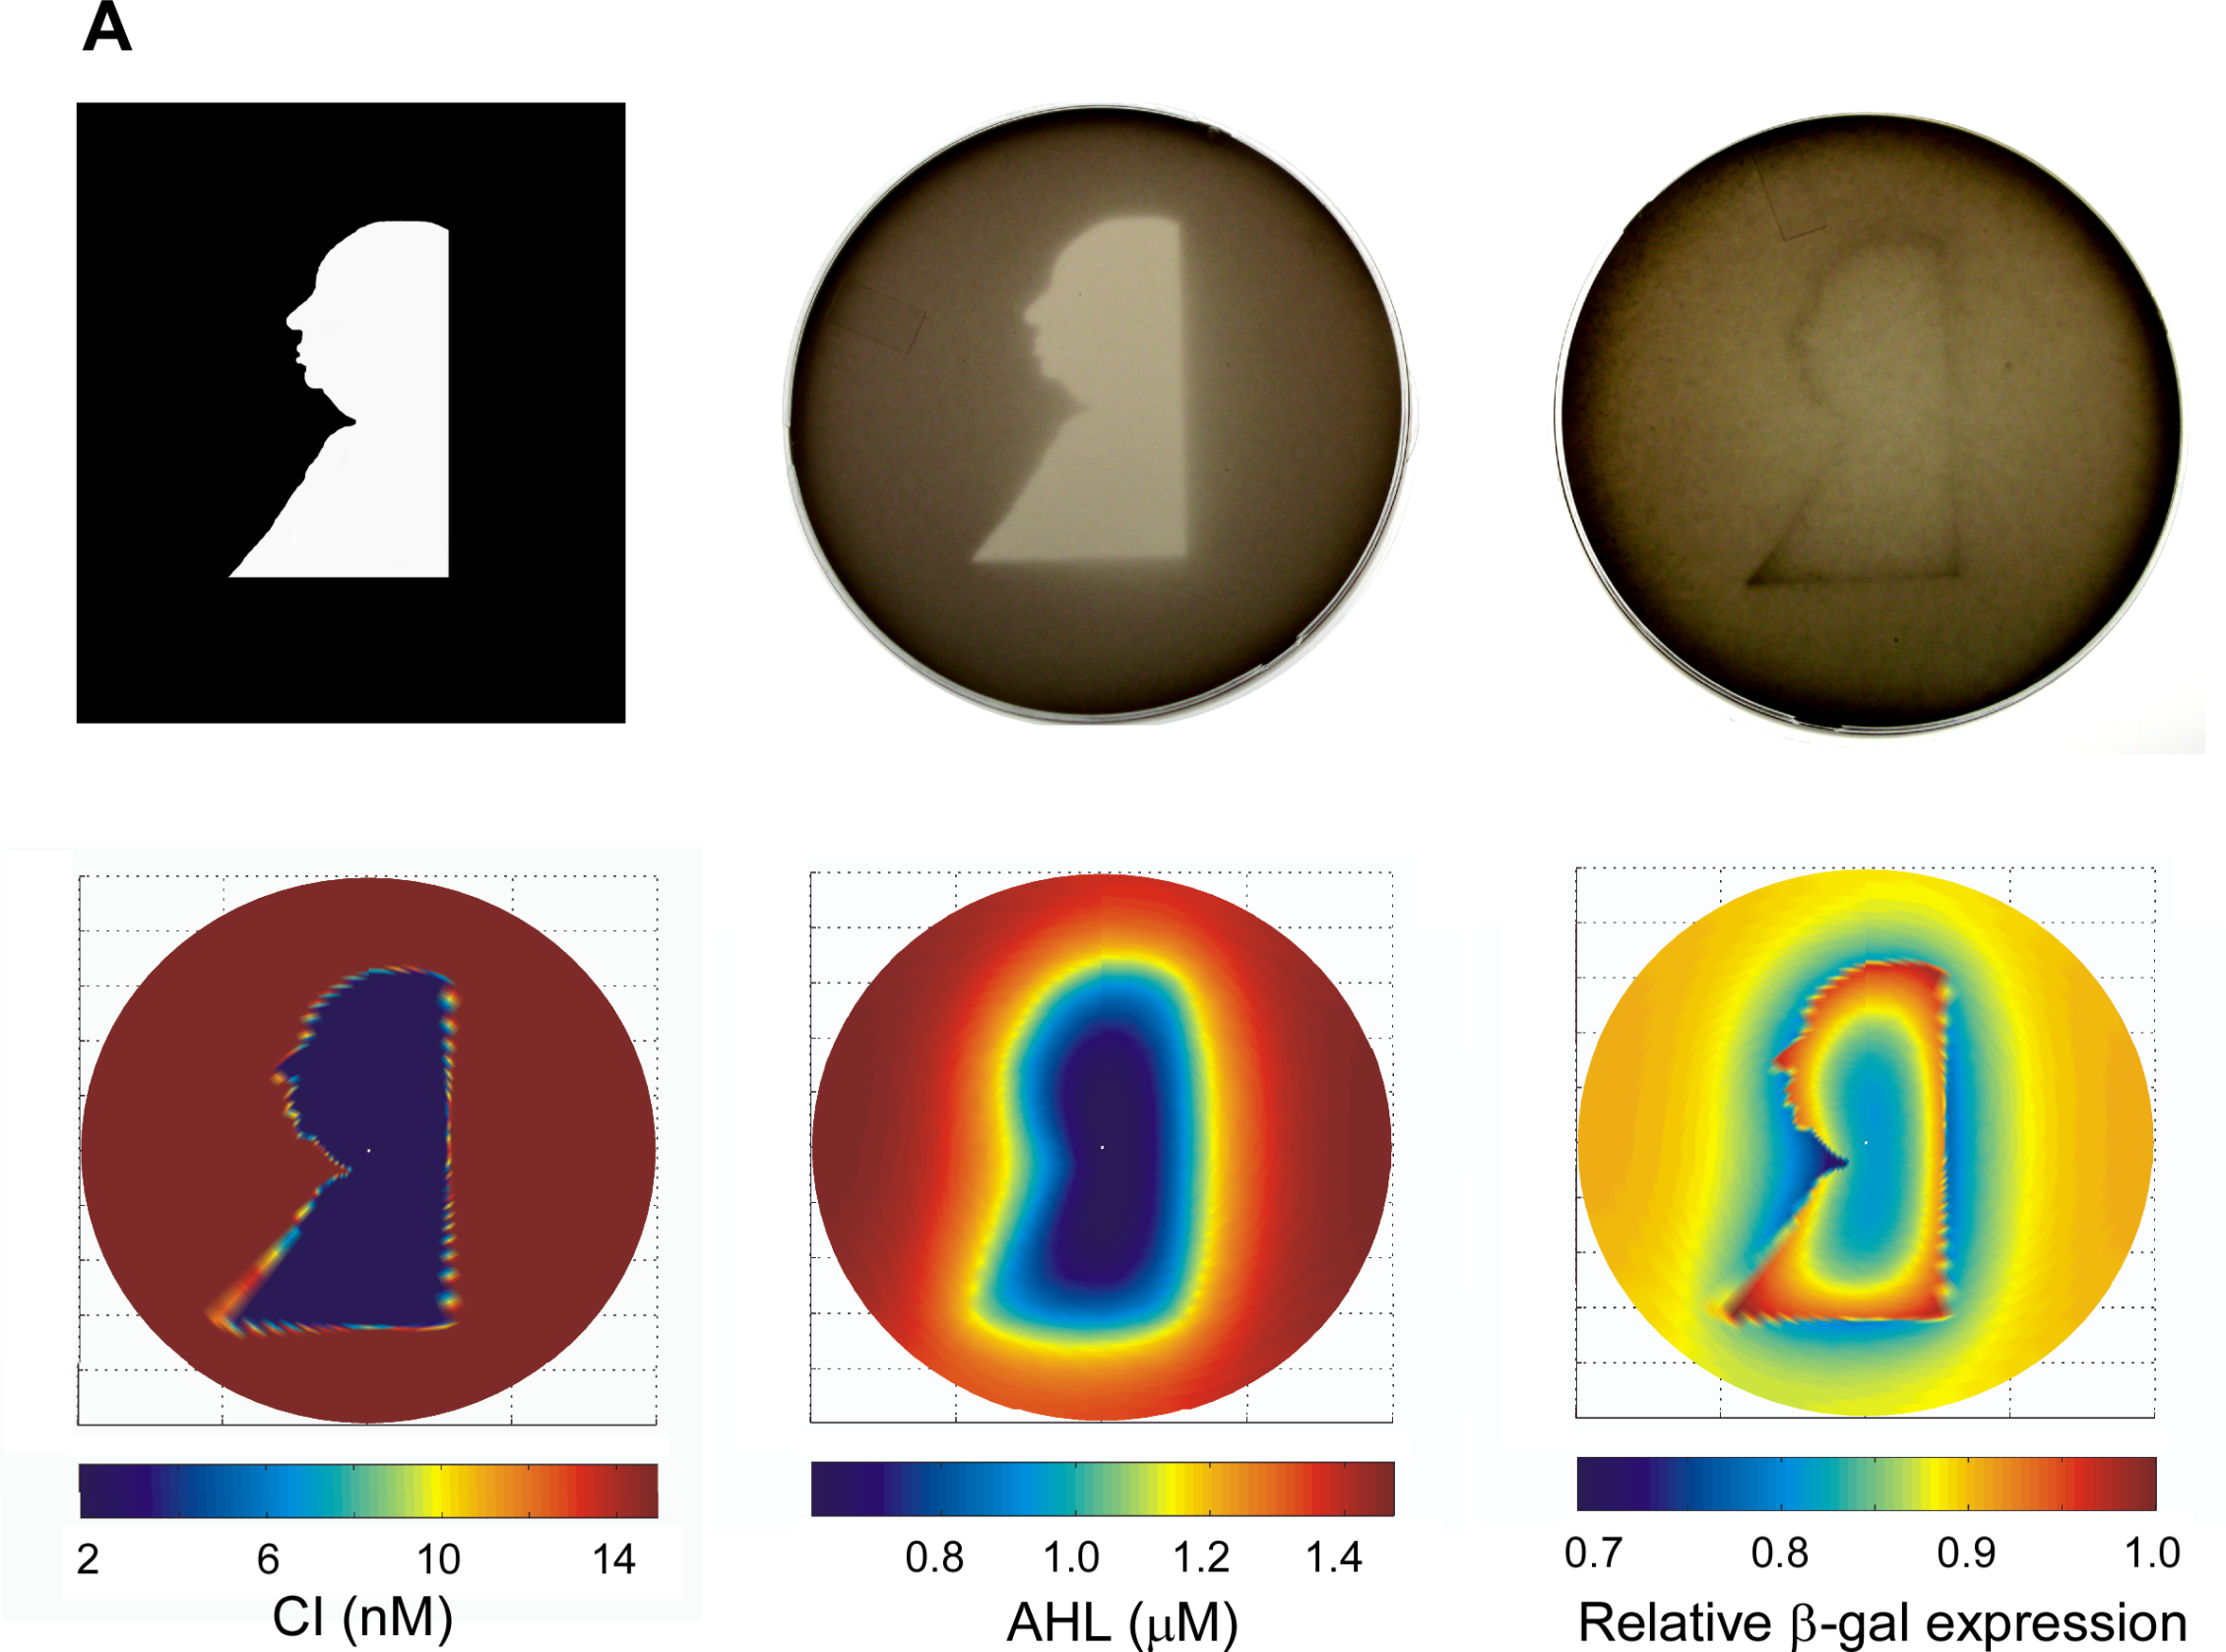 A
2 6 10 14
CI (nM)
0.8 1.0 1.2 1.4
AHL (μM)
0.7 0.8 0.9 1.0
Relative β-gal expression